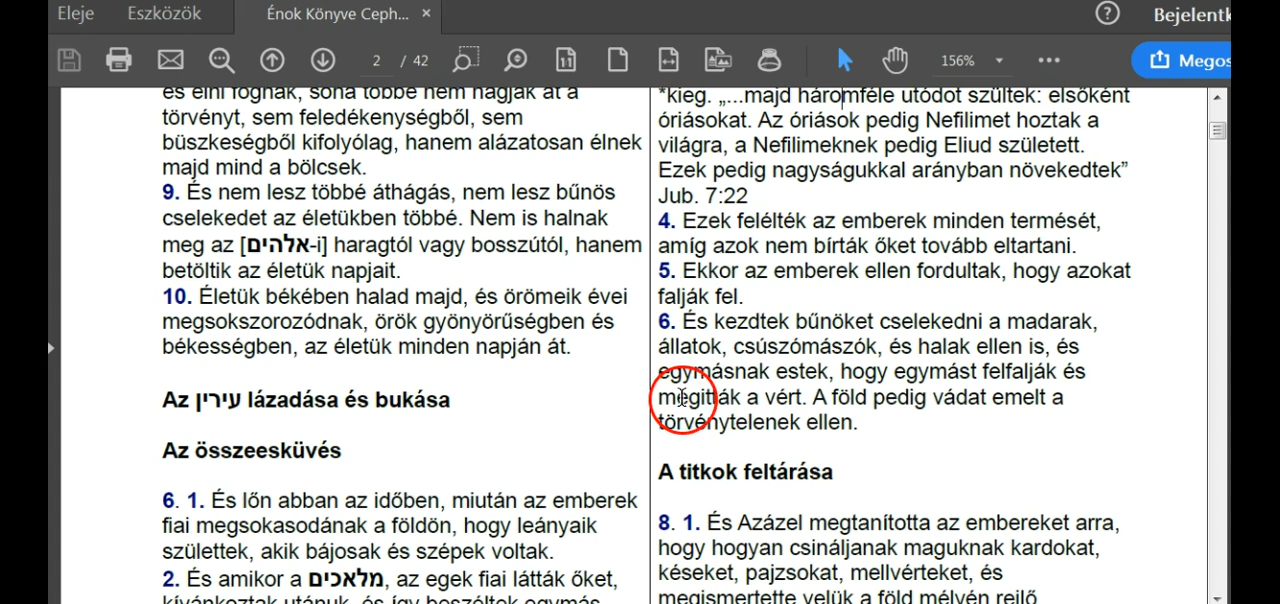 Eleje Eszközök Énok Könyve Ceph... × ? Bejelentk
2 / 42 156% Megos
és élni fognak, soha többé nem hágják át a
törvényt, sem feledékenységből, sem
büszkeségből kifolyólag, hanem alázatosan élnek
majd mind a bölcsek.
9. És nem lesz többé áthágás, nem lesz bűnös
cselekedet az életükben többé. Nem is halnak
meg az [אלהים-i] haragtól vagy bosszútól, hanem
betöltik az életük napjait.
10. Életük békében halad majd, és örömeik évei
megsokszorozódnak, örök gyönyörűségben és
békességben, az életük minden napján át.
Az עירין lázadása és bukása
Az összeesküvés
6. 1. És lőn abban az időben, miután az emberek
fiai megsokasodának a földön, hogy leányaik
születtek, akik bájosak és szépek voltak.
2. És amikor a מלאכים, az egek fiai látták őket,
kívánkoztak utánuk, és így beszéltek egymás
*kieg. „...majd háromféle utódot szültek: elsőként
óriásokat. Az óriások pedig Nefilimet hoztak a
világra, a Nefilimeknek pedig Eliud született.
Ezek pedig nagyságukkal arányban növekedtek”
Jub. 7:22
4. Ezek felélték az emberek minden termését,
amíg azok nem bírták őket tovább eltartani.
5. Ekkor az emberek ellen fordultak, hogy azokat
falják fel.
6. És kezdtek bűnöket cselekedni a madarak,
állatok, csúszómászók, és halak ellen is, és
egymásnak estek, hogy egymást felfalják és
megitták a vért. A föld pedig vádat emelt a
törvénytelenek ellen.
A titkok feltárása
8. 1. És Azázel megtanította az embereket arra,
hogy hogyan csináljanak maguknak kardokat,
késeket, pajzsokat, mellvérteket, és
megismertette velük a föld mélyén rejlő